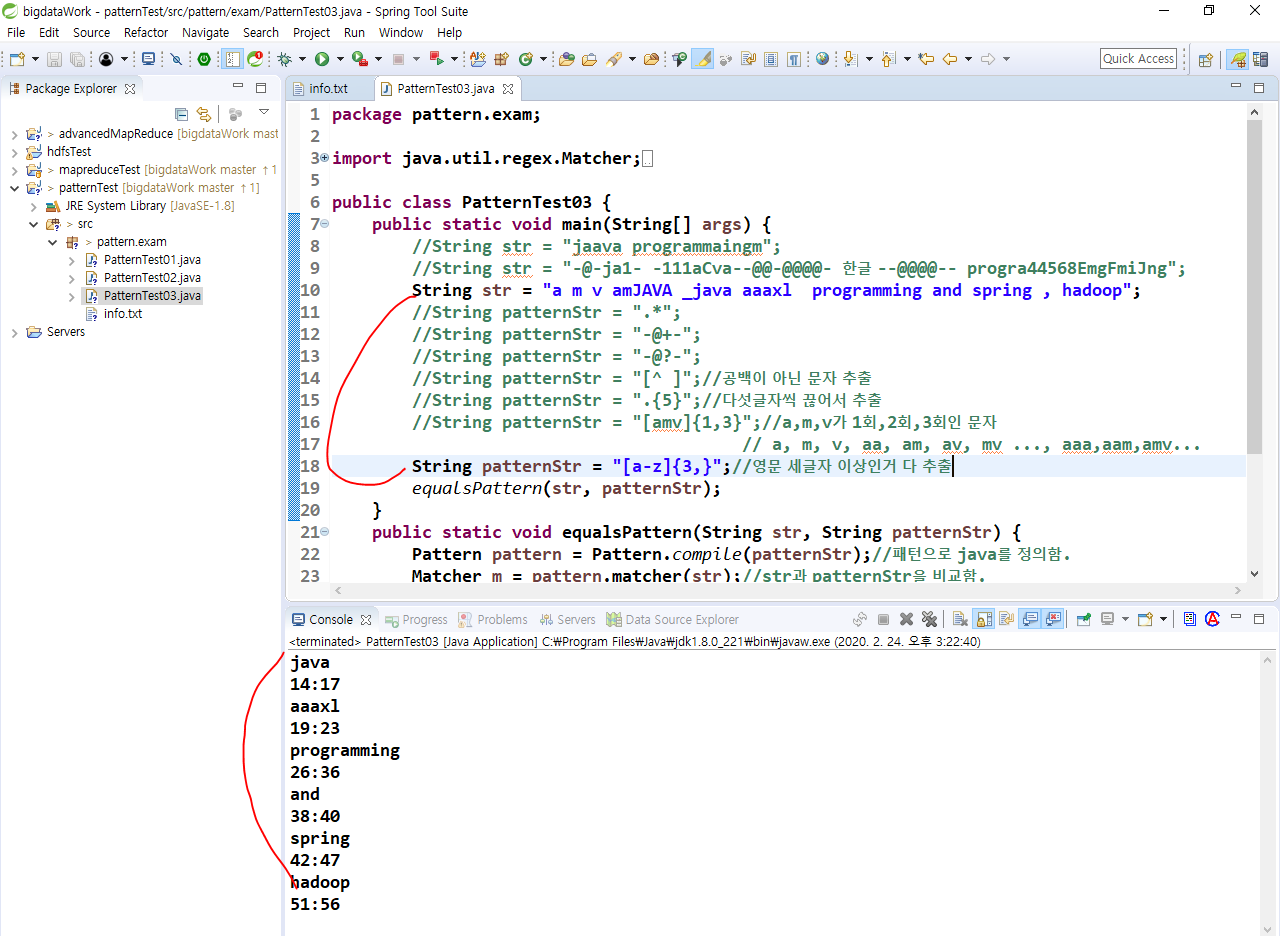 bigdataWork - patternTest/src/pattern/exam/PatternTest03.java - Spring Tool Suite
File Edit Source Refactor Navigate Search Project Run Window Help
Quick Access
Package Explorer
> advancedMapReduce [bigdataWork mast
hdfsTest
> mapreduceTest [bigdataWork master ↑1
> patternTest [bigdataWork master ↑1]
JRE System Library [JavaSE-1.8]
> src
> pattern.exam
PatternTest01.java
PatternTest02.java
PatternTest03.java
info.txt
Servers
info.txt PatternTest03.java
1 package pattern.exam;
2
3 import java.util.regex.Matcher;
5
6 public class PatternTest03 {
7 public static void main(String[] args) {
8 //String str = "jaava programmaingm";
9 //String str = "-@-ja1- -111aCva--@@-@@@@- 한글 --@@@@-- progra44568EmgFmiJng";
10 String str = "a m v amJAVA _java aaaxl  programming and spring , hadoop";
11 //String patternStr = ".*";
12 //String patternStr = "-@+-";
13 //String patternStr = "-@?-";
14 //String patternStr = "[^ ]";//공백이 아닌 문자 추출
15 //String patternStr = ".{5}";//다섯글자씩 끊어서 추출
16 //String patternStr = "[amv]{1,3}";//a,m,v가 1회,2회,3회인 문자
17 // a, m, v, aa, am, av, mv ..., aaa,aam,amv...
18 String patternStr = "[a-z]{3,}";//영문 세글자 이상인거 다 추출
19 equalsPattern(str, patternStr);
20 }
21 public static void equalsPattern(String str, String patternStr) {
22 Pattern pattern = Pattern.compile(patternStr);//패턴으로 java를 정의함.
23 Matcher m = pattern.matcher(str);//str과 patternStr을 비교함.
Console Progress Problems Servers Data Source Explorer
<terminated> PatternTest03 [Java Application] C:₩Program Files₩Java₩jdk1.8.0_221₩bin₩javaw.exe (2020. 2. 24. 오후 3:22:40)
java
14:17
aaaxl
19:23
programming
26:36
and
38:40
spring
42:47
hadoop
51:56